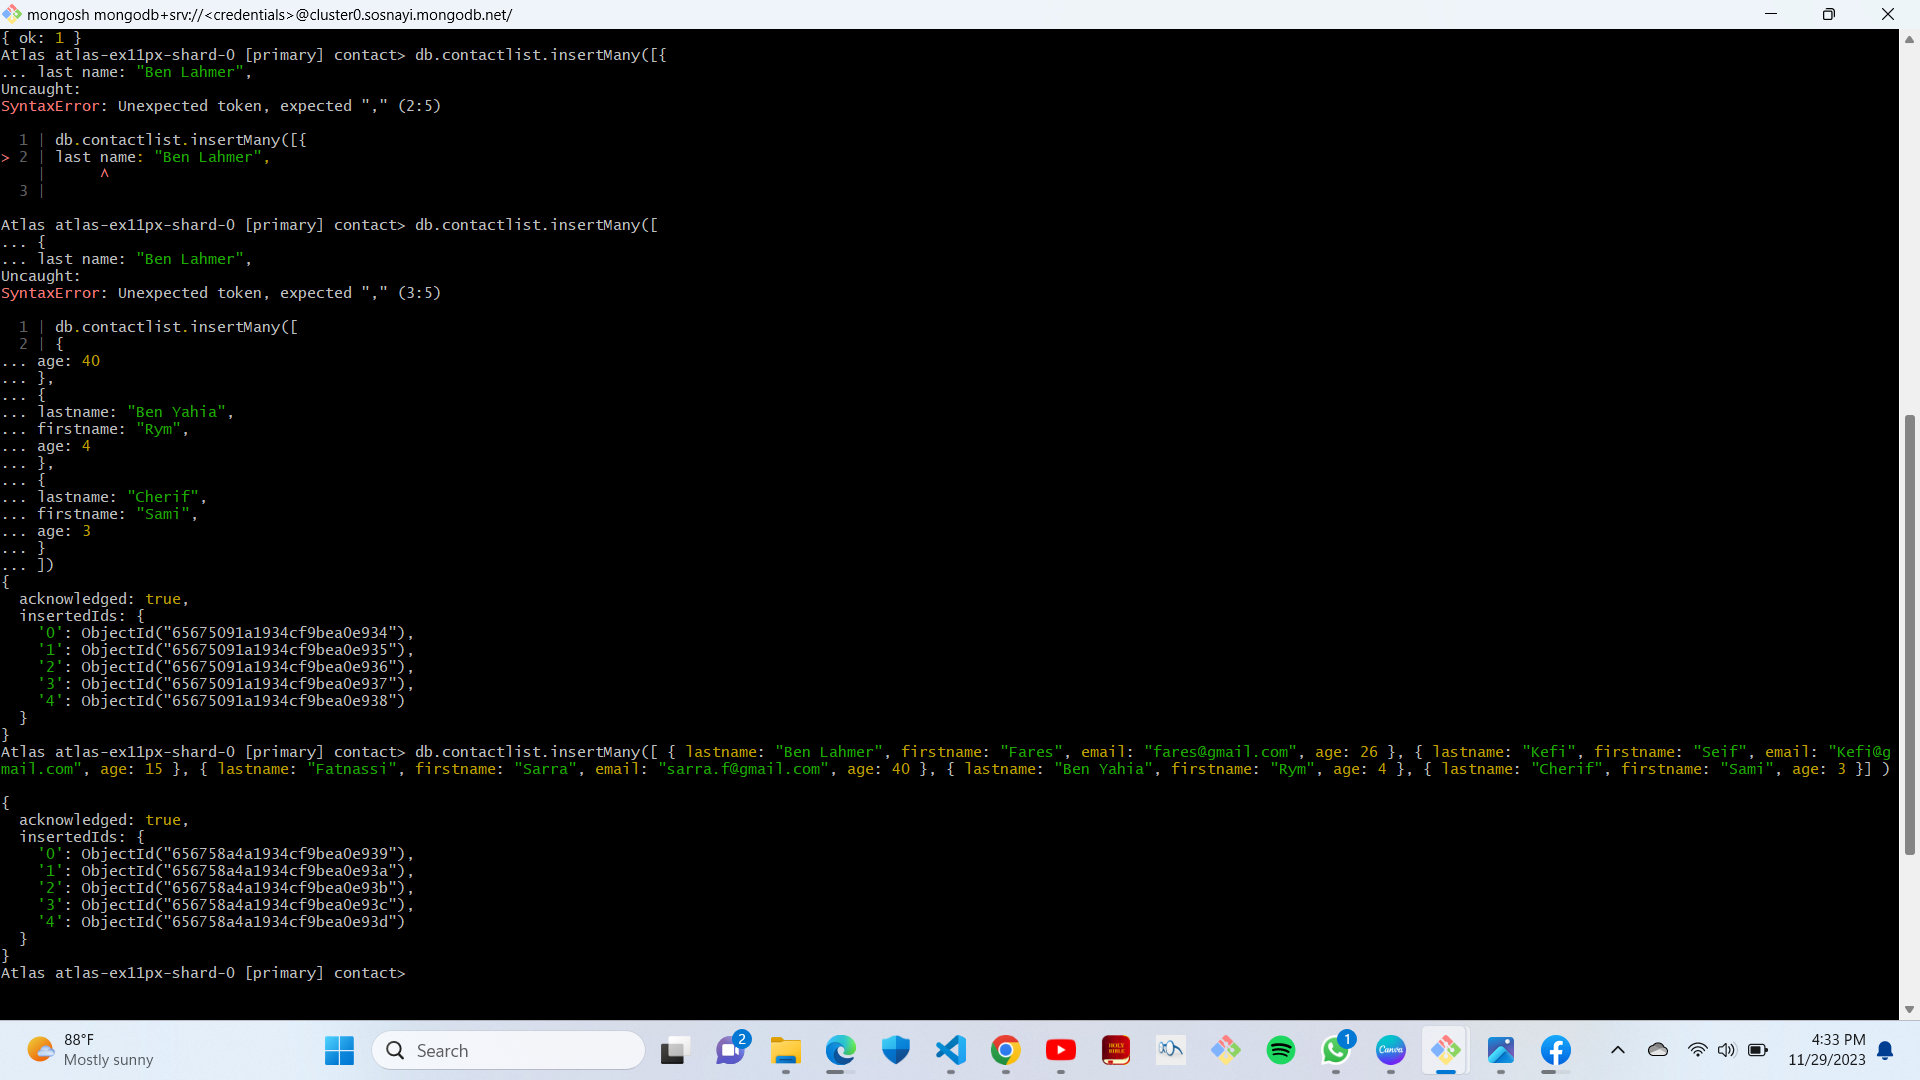 mongosh mongodb+srv://<credentials>@cluster0.sosnayi.mongodb.net/
{ ok: 1 }
Atlas atlas-ex11px-shard-0 [primary] contact> db.contactlist.insertMany([{
... last name: "Ben Lahmer",
Uncaught:
SyntaxError: Unexpected token, expected "," (2:5)
1 | db.contactlist.insertMany([{
> 2 | last name: "Ben Lahmer",
| ^
3 |
Atlas atlas-ex11px-shard-0 [primary] contact> db.contactlist.insertMany([
... {
... last name: "Ben Lahmer",
Uncaught:
SyntaxError: Unexpected token, expected "," (3:5)
1 | db.contactlist.insertMany([
2 | {
... age: 40
... },
... {
... lastname: "Ben Yahia",
... firstname: "Rym",
... age: 4
... },
... {
... lastname: "Cherif",
... firstname: "Sami",
... age: 3
... }
... ])
{
acknowledged: true,
insertedIds: {
'0': ObjectId("65675091a1934cf9bea0e934"),
'1': ObjectId("65675091a1934cf9bea0e935"),
'2': ObjectId("65675091a1934cf9bea0e936"),
'3': ObjectId("65675091a1934cf9bea0e937"),
'4': ObjectId("65675091a1934cf9bea0e938")
}
}
Atlas atlas-ex11px-shard-0 [primary] contact> db.contactlist.insertMany([ { lastname: "Ben Lahmer", firstname: "Fares", email: "fares@gmail.com", age: 26 }, { lastname: "Kefi", firstname: "Seif", email: "Kefi@g
mail.com", age: 15 }, { lastname: "Fatnassi", firstname: "Sarra", email: "sarra.f@gmail.com", age: 40 }, { lastname: "Ben Yahia", firstname: "Rym", age: 4 }, { lastname: "Cherif", firstname: "Sami", age: 3 }] )
{
acknowledged: true,
insertedIds: {
'0': ObjectId("656758a4a1934cf9bea0e939"),
'1': ObjectId("656758a4a1934cf9bea0e93a"),
'2': ObjectId("656758a4a1934cf9bea0e93b"),
'3': ObjectId("656758a4a1934cf9bea0e93c"),
'4': ObjectId("656758a4a1934cf9bea0e93d")
}
}
Atlas atlas-ex11px-shard-0 [primary] contact>
88°F
Mostly sunny
Search
2
HOLY BIBLE
1
Canva
4:33 PM
11/29/2023